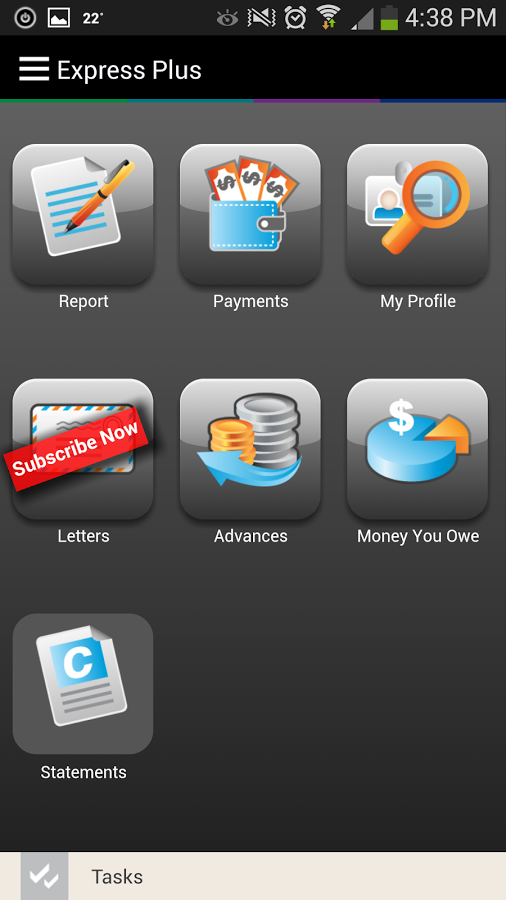 22°
4:38 PM
Express Plus
Report
Payments
My Profile
Subscribe Now
Letters
Advances
Money You Owe
Statements
Tasks